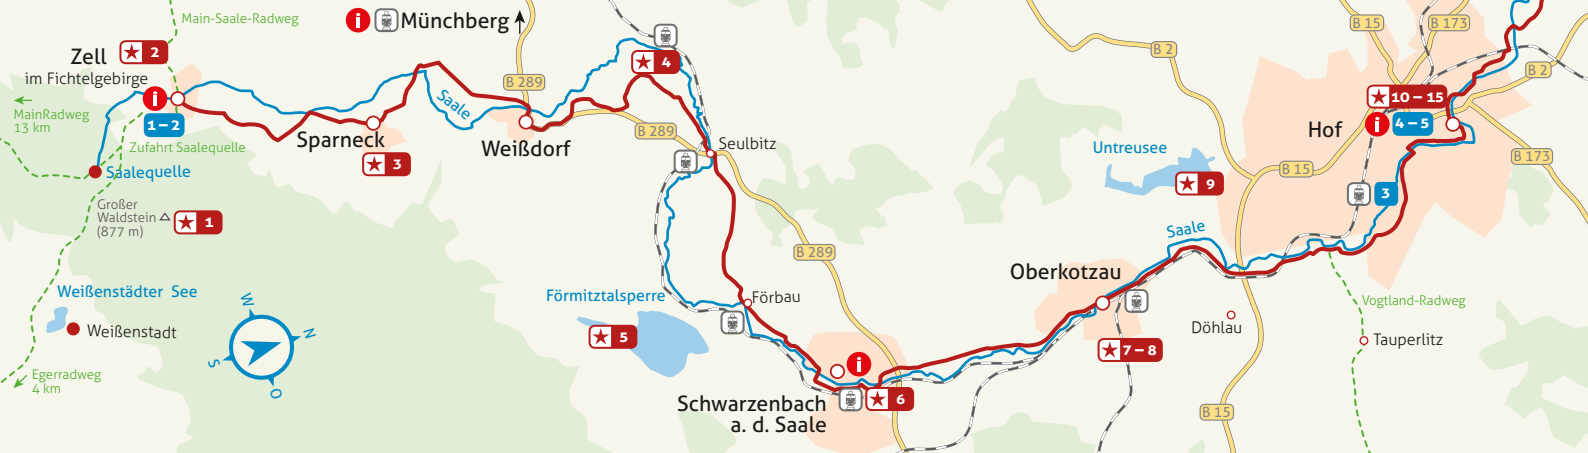 Main-Saale-Radweg
i
Münchberg
B 15
B 173
Zell
2
im Fichtelgebirge
B 2
4
B 2
B 289
MainRadweg
13 km
i
1 – 2
Saale
10 – 15
Zufahrt Saalequelle
Sparneck
Weißdorf
B 289
Seulbitz
Hof
i
4 – 5
3
Untreusee
B 173
Saalequelle
B 15
9
3
Großer
Waldstein
(877 m)
1
Saale
B 289
Oberkotzau
Weißenstädter See
Förmitztalsperre
Förbau
Vogtland-Radweg
W
N
S
O
Weißenstadt
5
Döhlau
Tauperlitz
7 – 8
i
Egerradweg
4 km
6
Schwarzenbach
a. d. Saale
B 15